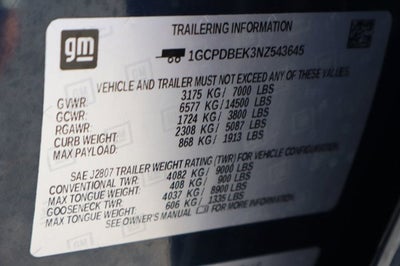 gm
TRAILERING INFORMATION
1GCPDBEK3NZ543645
VEHICLE AND TRAILER MUST NOT EXCEED ANY OF THESE VALUES
GVWR: 3175 KG/ 7000 LBS
GCWR: 6577 KG/14500 LBS
RGAWR: 1724 KG/ 3800 LBS
CURB WEIGHT: 2308 KG/ 5087 LBS
MAX PAYLOAD: 868 KG/ 1913 LBS
SAE J2807 TRAILER WEIGHT RATING (TWR) FOR VEHICLE CONFIGURATION.
CONVENTIONAL TWR: 4082 KG/ 9000 LBS
MAX TONGUE WEIGHT: 408 KG/ 900 LBS
GOOSENECK TWR: 4037 KG/ 8900 LBS
MAX TONGUE WEIGHT: 606 KG/ 1335 LBS
SEE OWNER'S MANUAL FOR MORE INFORMATION